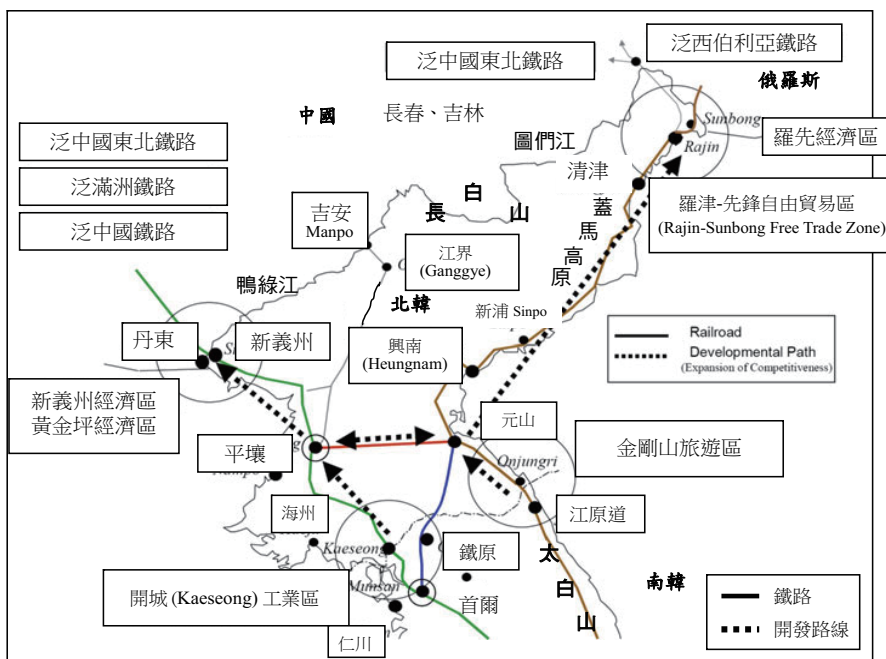 泛中國東北鐵路
泛西伯利亞鐵路
俄羅斯
中國
長春、吉林
Sunbong
泛中國東北鐵路
圖們江
Rajin
羅先經濟區
泛滿洲鐵路
清津
泛中國鐵路
吉安
Manpo
長白山
蓋馬高原
羅津-先鋒自由貿易區
(Rajin-Sunbong Free Trade Zone)
江界
(Ganggye)
鴨綠江
北韓
新浦 Sinpo
丹東
新義州
興南
(Heungnam)
Railroad
Developmental Path
(Expansion of Competitiveness)
新義州經濟區
黃金坪經濟區
元山
平壤
金剛山旅遊區
Onjungri
海州
江原道
Kaeseong
鐵原
太白山
開城 (Kaeseong) 工業區
Munsan
首爾
南韓
鐵路
仁川
開發路線